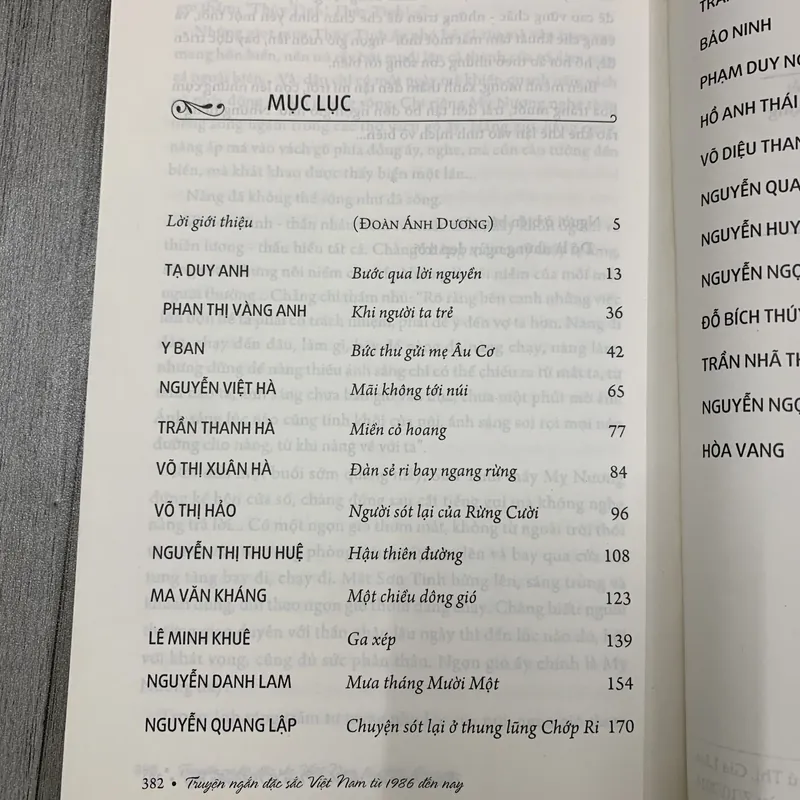 MỤC LỤC
Lời giới thiệu (ĐOÀN ÁNH DƯƠNG) 5
TẠ DUY ANH Bước qua lời nguyền 13
PHAN THỊ VÀNG ANH Khi người ta trẻ 36
Y BAN Bức thư gửi mẹ Âu Cơ 42
NGUYỄN VIỆT HÀ Mãi không tới núi 65
TRẦN THANH HÀ Miền cỏ hoang 77
VÕ THỊ XUÂN HÀ Đàn sẻ ri bay ngang rừng 84
VÕ THỊ HẢO Người sót lại của Rừng Cười 96
NGUYỄN THỊ THU HUỆ Hậu thiên đường 108
MA VĂN KHÁNG Một chiều dông gió 123
LÊ MINH KHUÊ Ga xép 139
NGUYỄN DANH LAM Mưa tháng Mười Một 154
NGUYỄN QUANG LẬP Chuyện sót lại ở thung lũng Chớp Ri 170
382 • Truyện ngắn đặc sắc Việt Nam từ 1986 đến nay
BẢO NINH
PHẠM DUY
HỒ ANH THÁI
VÕ DIỆU
NGUYỄN
NGUYỄN
NGUYỄN
ĐỖ BÍCH
TRẦN NHÃ
NGUYỄN
HÒA VANG